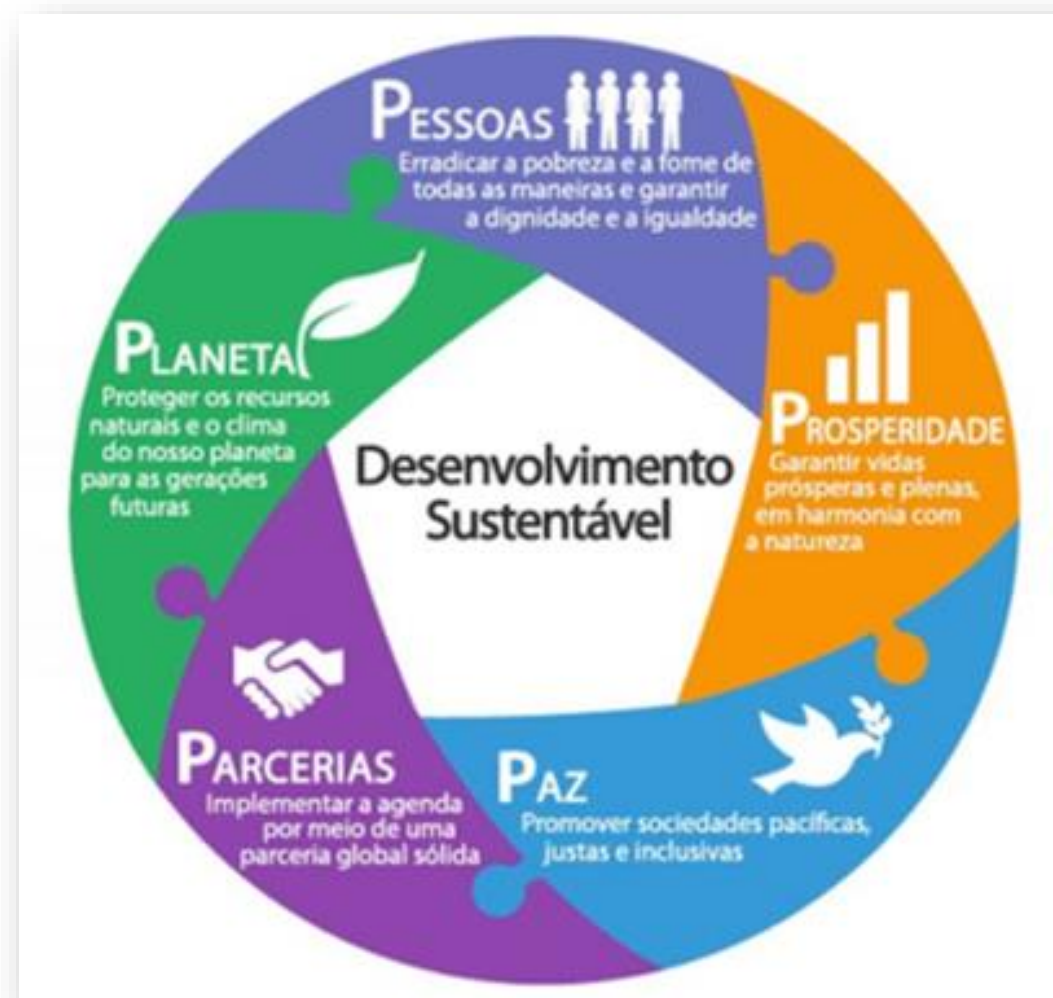 PESSOAS
Erradicar a pobreza e a fome de
todas as maneiras e garantir
a dignidade e a igualdade
PROSPERIDADE
Garantir vidas
prósperas e plenas,
em harmonia com
a natureza
PAZ
Promover sociedades pacíficas,
justas e inclusivas
PARCERIAS
Implementar a agenda
por meio de uma
parceria global sólida
PLANETA
Proteger os recursos
naturais e o clima
do nosso planeta
para as gerações
futuras
Desenvolvimento
Sustentável